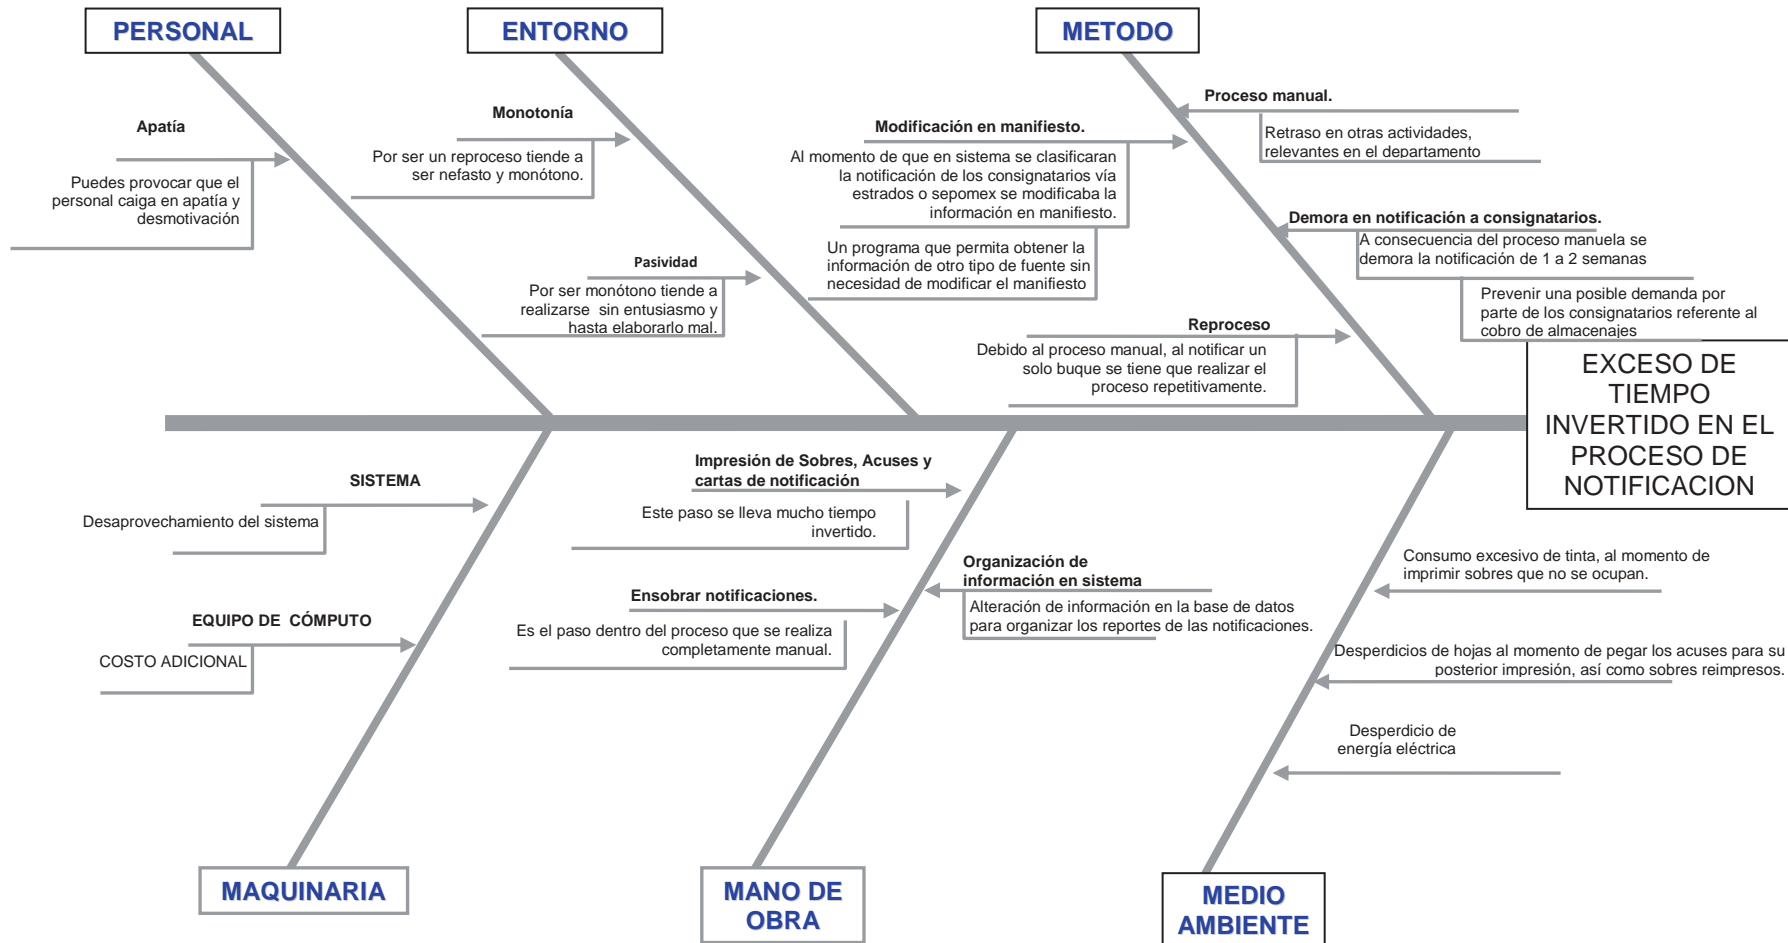 PERSONAL
ENTORNO
METODO
Apatía
Puedes provocar que el
personal caiga en apatía y
desmotivación
Monotonía
Por ser un reproceso tiende a
ser nefasto y monótono.
Pasividad
Por ser monótono tiende a
realizarse sin entusiasmo y
hasta elaborarlo mal.
Modificación en manifiesto.
Al momento de que en sistema se clasificaran
la notificación de los consignatarios vía
estrados o sepomex se modificaba la
información en manifiesto.
Un programa que permita obtener la
información de otro tipo de fuente sin
necesidad de modificar el manifiesto
Reproceso
Debido al proceso manual, al notificar un
solo buque se tiene que realizar el
proceso repetitivamente.
Proceso manual.
Retraso en otras actividades,
relevantes en el departamento
Demora en notificación a consignatarios.
A consecuencia del proceso manuela se
demora la notificación de 1 a 2 semanas
Prevenir una posible demanda por
parte de los consignatarios referente al
cobro de almacenajes
EXCESO DE
TIEMPO
INVERTIDO EN EL
PROCESO DE
NOTIFICACION
SISTEMA
Desaprovechamiento del sistema
EQUIPO DE CÓMPUTO
COSTO ADICIONAL
Impresión de Sobres, Acuses y
cartas de notificación
Este paso se lleva mucho tiempo
invertido.
Ensobrar notificaciones.
Es el paso dentro del proceso que se realiza
completamente manual.
Organización de
información en sistema
Alteración de información en la base de datos
para organizar los reportes de las notificaciones.
Consumo excesivo de tinta, al momento de
imprimir sobres que no se ocupan.
Desperdicios de hojas al momento de pegar los acuses para su
posterior impresión, así como sobres reimpresos.
Desperdicio de
energía eléctrica
MAQUINARIA
MANO DE
OBRA
MEDIO
AMBIENTE